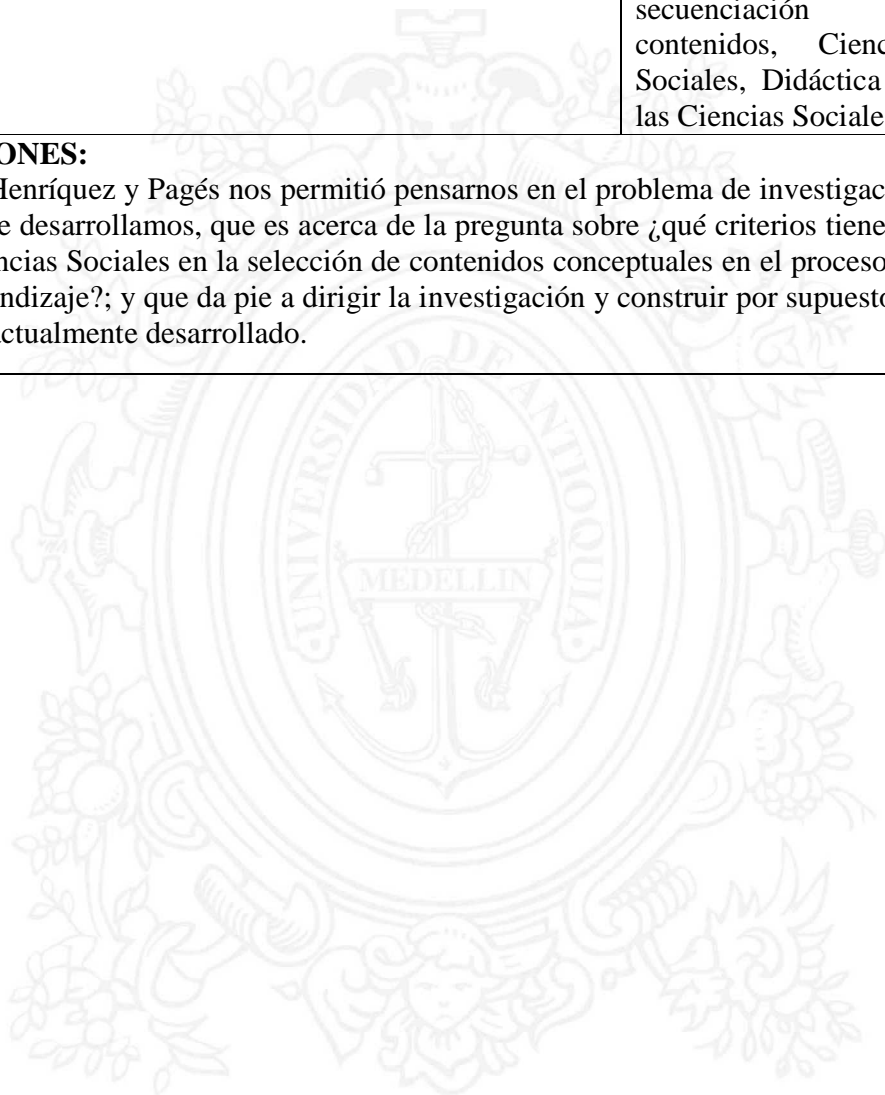 secuenciación
contenidos, Cienc
Sociales, Didáctica
las Ciencias Sociale
ONES:
Henríquez y Pagés nos permitió pensarnos en el problema de investigac
e desarrollamos, que es acerca de la pregunta sobre ¿qué criterios tiene
ncias Sociales en la selección de contenidos conceptuales en el proceso
ndizaje?; y que da pie a dirigir la investigación y construir por supuesto
actualmente desarrollado.
UNIVERSIDAD DE ANTIOQUIA
MEDELLIN